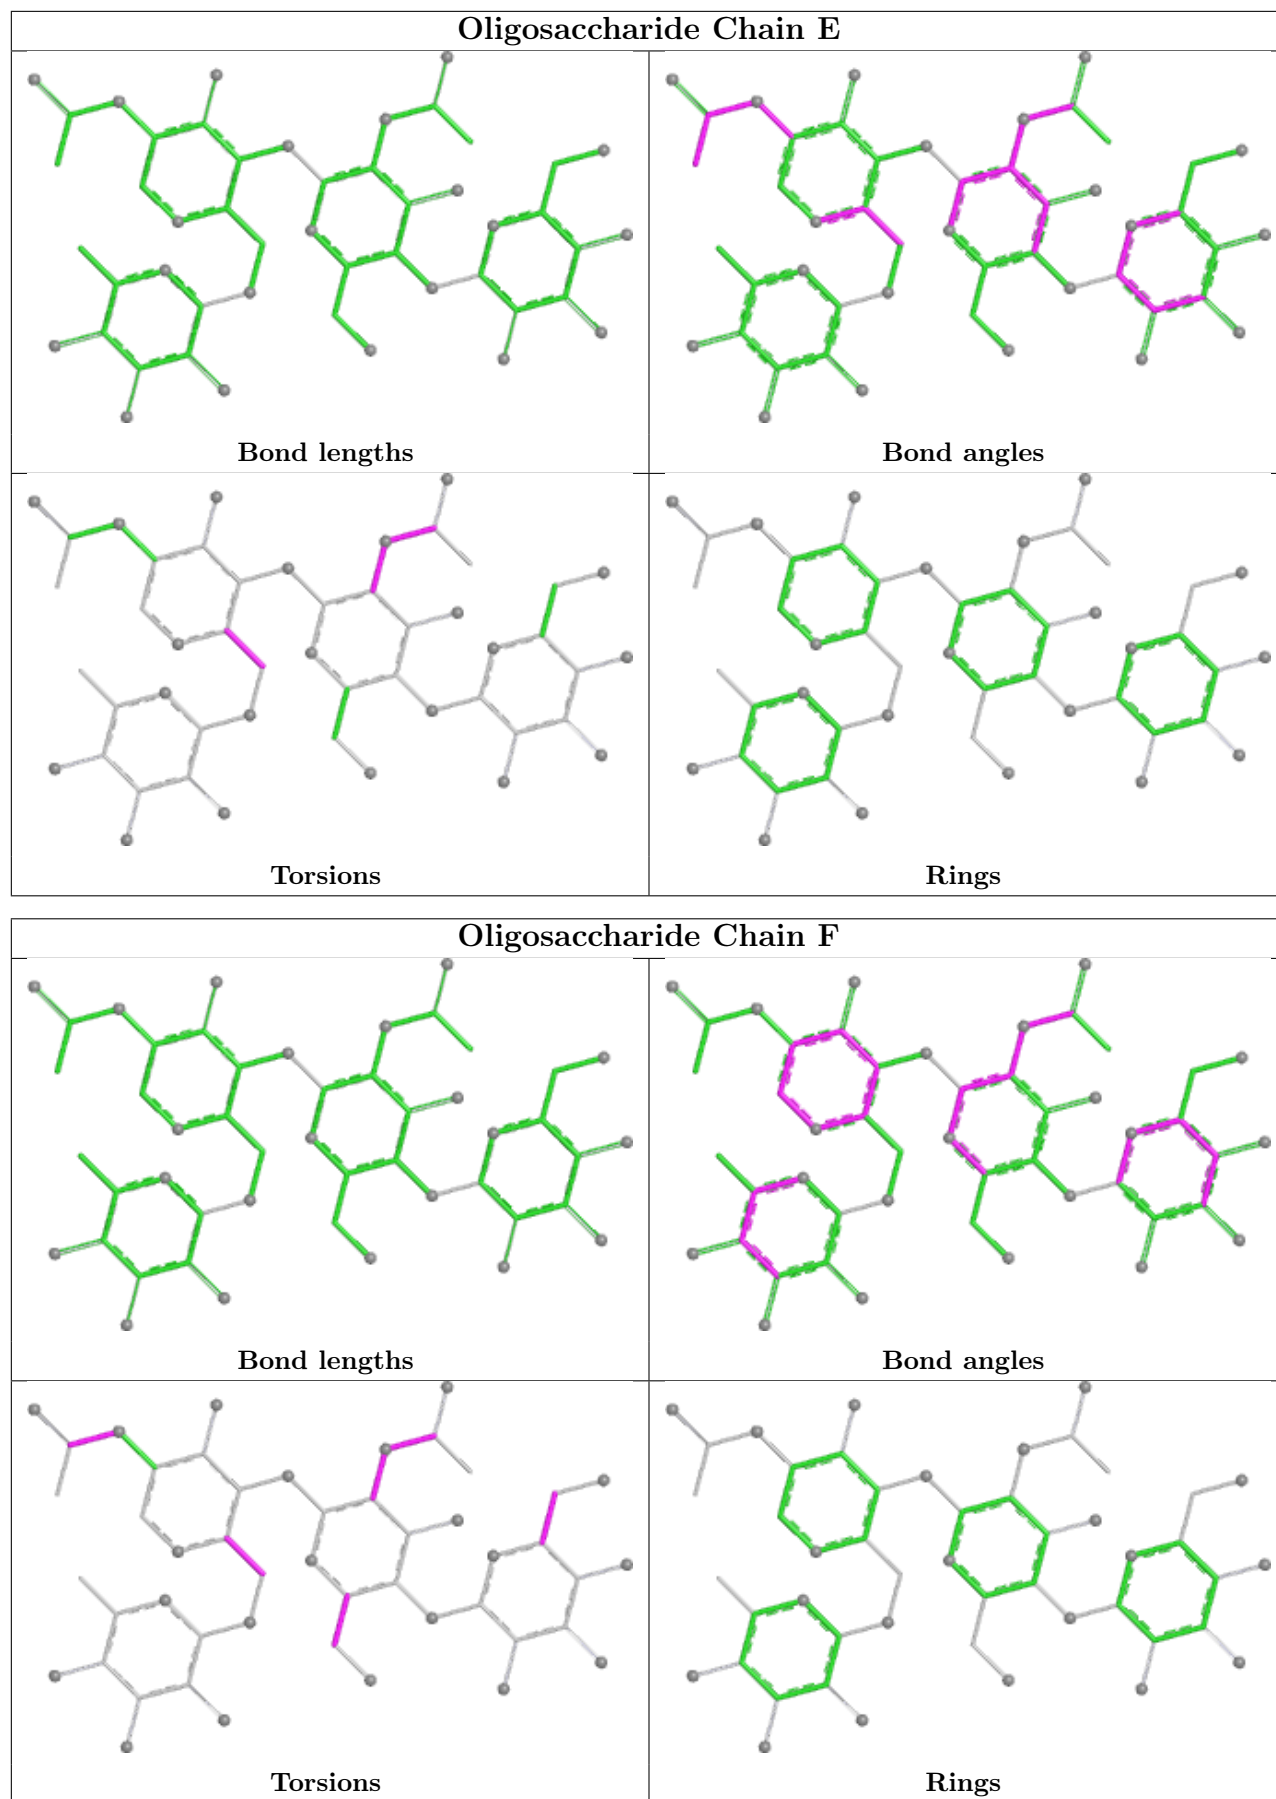 Oligosaccharide Chain E
Bond lengths
Bond angles
Torsions
Rings
Oligosaccharide Chain F
Bond lengths
Bond angles
Torsions
Rings